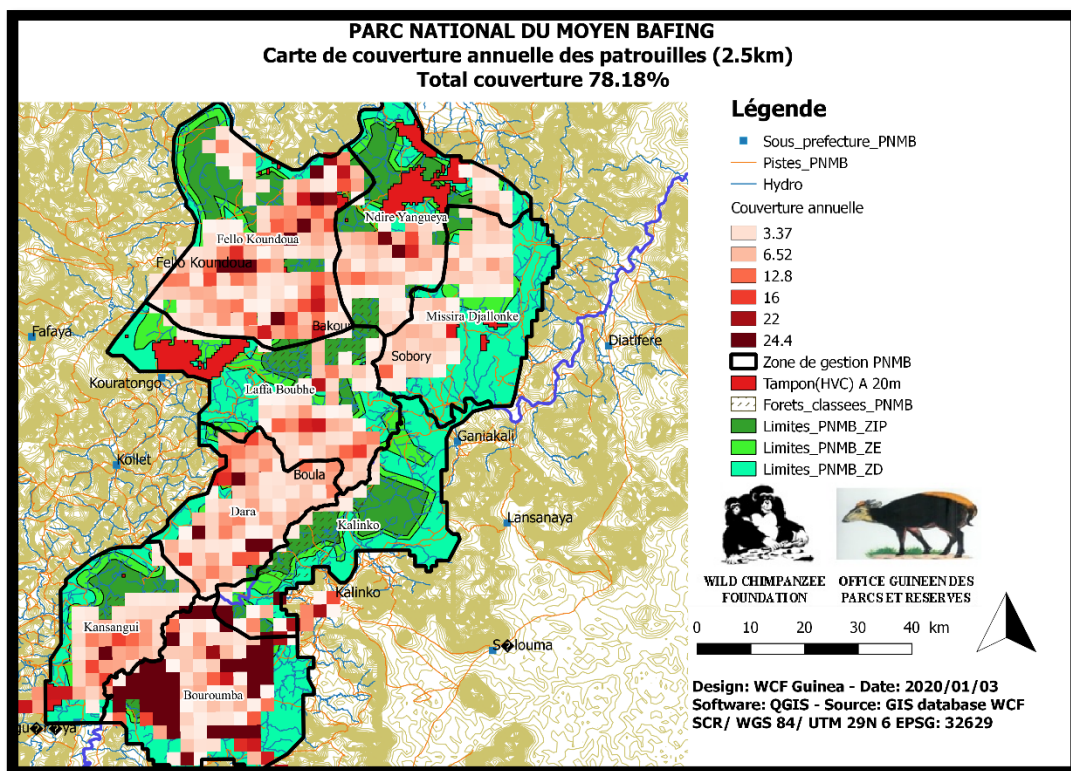 PARC NATIONAL DU MOYEN BAFING
Carte de couverture annuelle des patrouilles (2.5km)
Total couverture 78.18%
Légende
Sous_prefecture_PNMB
Pistes_PNMB
Hydro
Couverture annuelle
3.37
6.52
12.8
16
22
24.4
Zone de gestion PNMB
Tampon(HVC) A 20m
Forets_classees_PNMB
Limites_PNMB_ZIP
Limites_PNMB_ZE
Limites_PNMB_ZD
WILD CHIMPANZEE
FOUNDATION
OFFICE GUINEEN DES
PARCS ET RESERVES
0 10 20 30 40 km
Design: WCF Guinea - Date: 2020/01/03
Software: QGIS - Source: GIS database WCF
SCR/ WGS 84/ UTM 29N 6 EPSG: 32629
Ndire Yangueya
Fello Koundoua
Fello Koundoua
Missira Djallonke
Bakoun
Fafaya
Sobory
Diatifere
Kouratongo
Laffa Boubhe
Ganiakali
Koïlet
Boula
Dara
Kalinko
Lansanaya
Kalinko
Kansangui
S�louma
Bouroumba